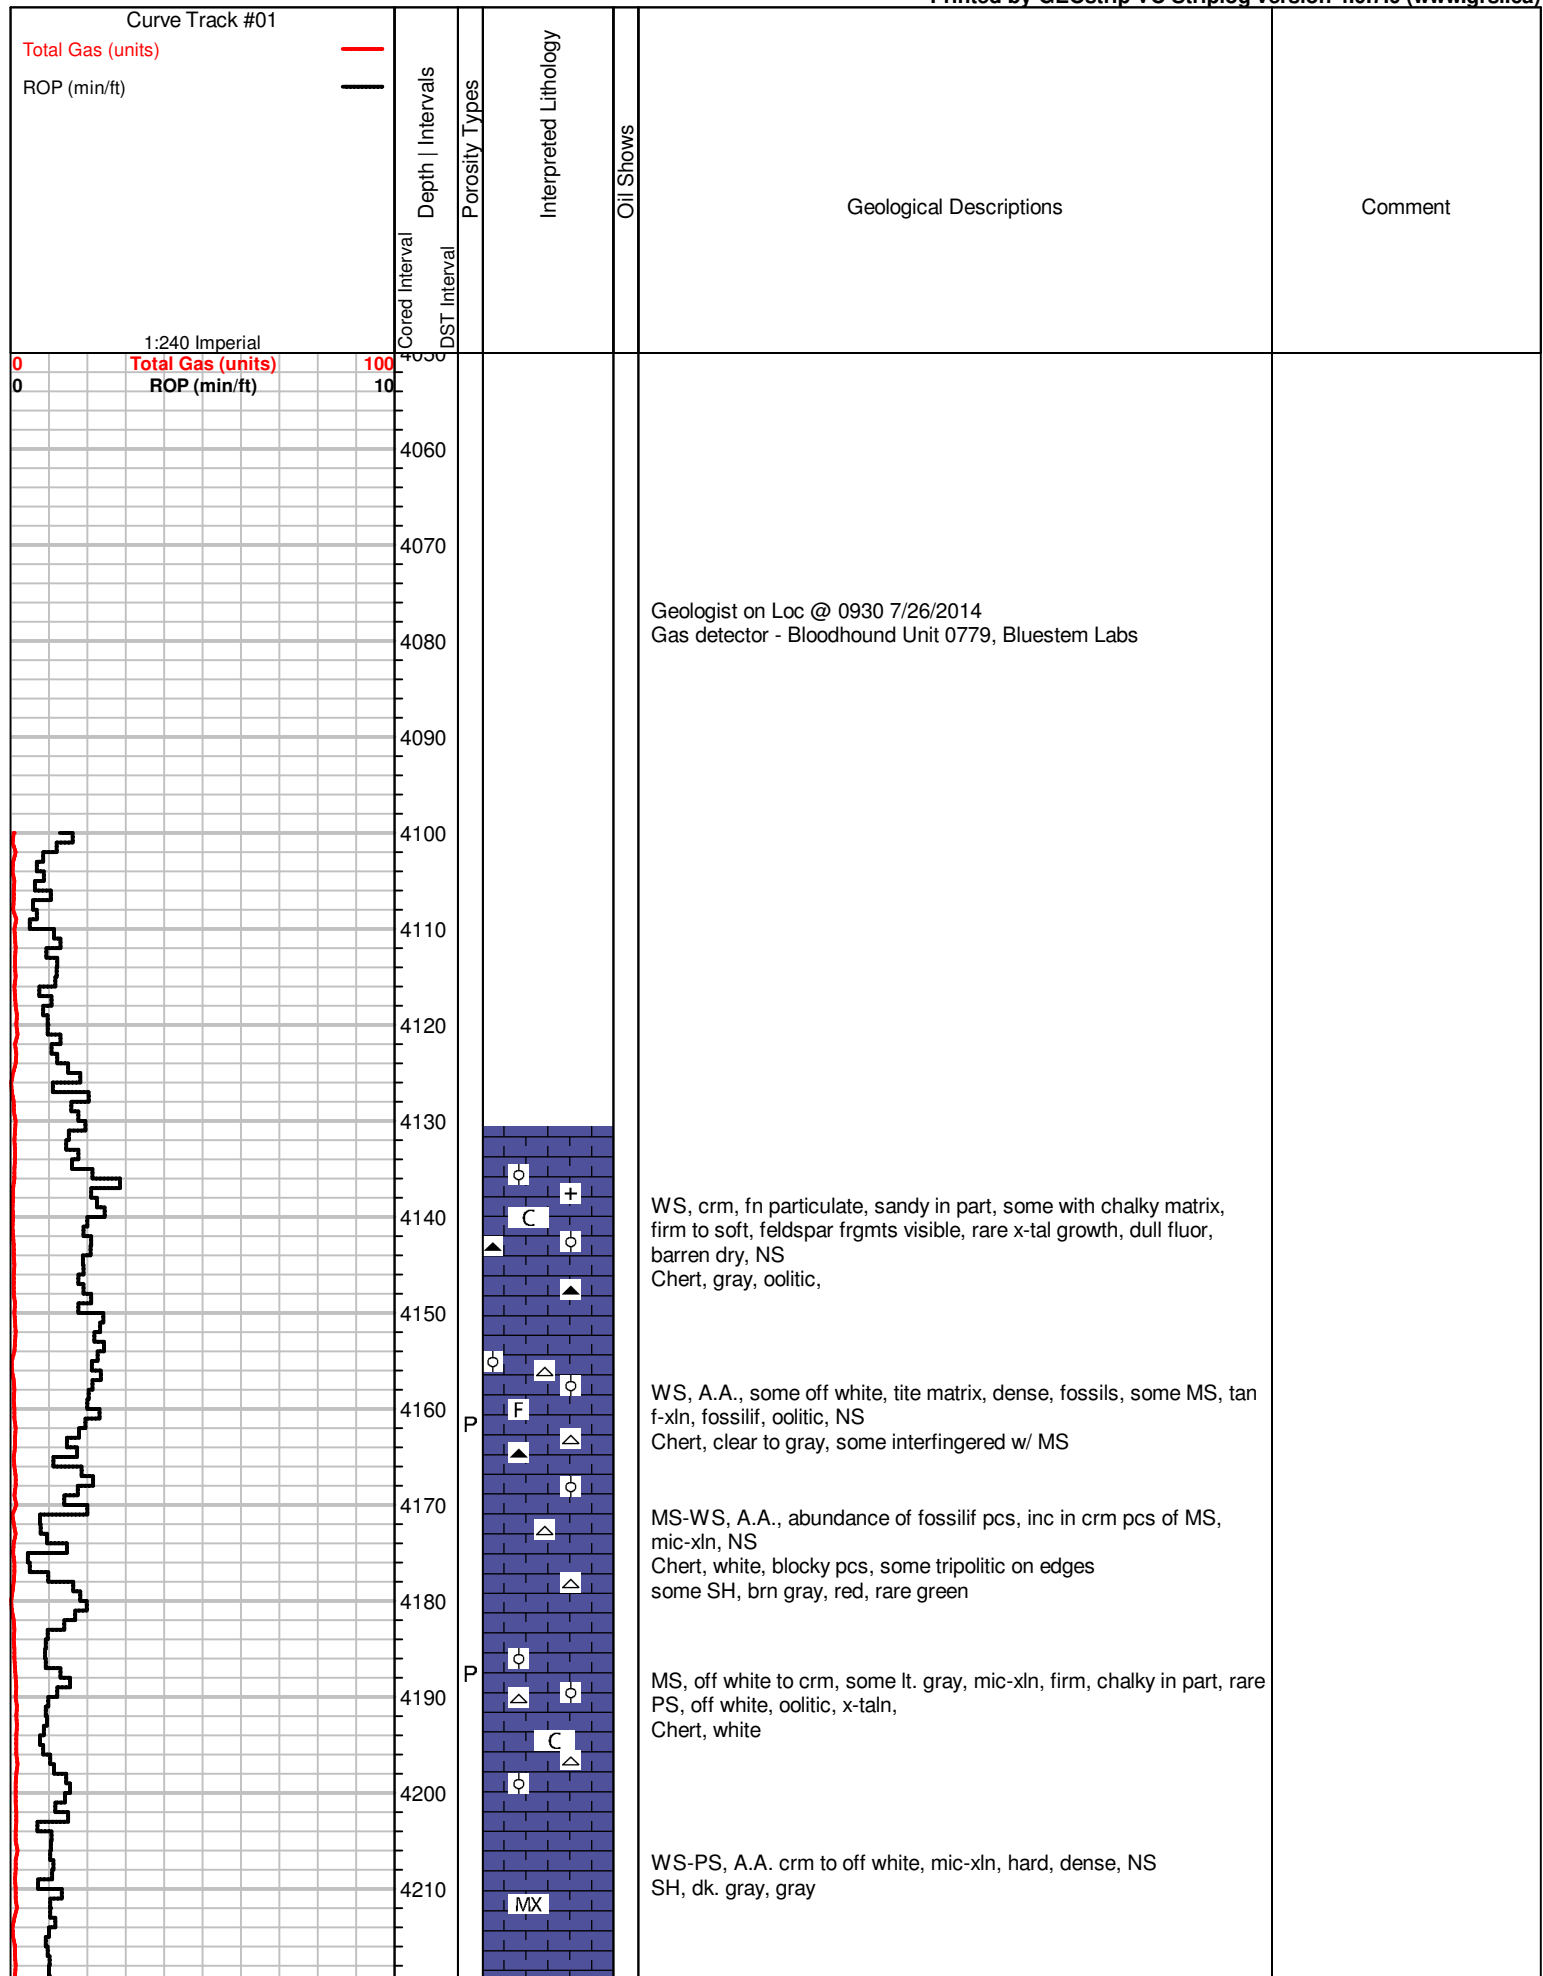 Curve Track #01
Total Gas (units)
ROP (min/ft)
1:240 Imperial
Cored Interval
Depth | Intervals
DST Interval
Porosity Types
Interpreted Lithology
Oil Shows
Geological Descriptions
Comment
0 Total Gas (units) 100
0 ROP (min/ft) 10
4050
4060
4070
Geologist on Loc @ 0930 7/26/2014
Gas detector - Bloodhound Unit 0779, Bluestem Labs
4080
4090
4100
4110
4120
4130
WS, crm, fn particulate, sandy in part, some with chalky matrix,
4140
C
firm to soft, feldspar frgmts visible, rare x-tal growth, dull fluor,
barren dry, NS
Chert, gray, oolitic,
4150
WS, A.A., some off white, tite matrix, dense, fossils, some MS, tan
4160
P
F
f-xln, fossilif, oolitic, NS
Chert, clear to gray, some interfingered w/ MS
4170
MS-WS, A.A., abundance of fossilif pcs, inc in crm pcs of MS,
mic-xln, NS
Chert, white, blocky pcs, some tripolitic on edges
some SH, brn gray, red, rare green
4180
P
MS, off white to crm, some lt. gray, mic-xln, firm, chalky in part, rare
4190
PS, off white, oolitic, x-taln,
Chert, white
C
4200
WS-PS, A.A. crm to off white, mic-xln, hard, dense, NS
4210
SH, dk. gray, gray
MX